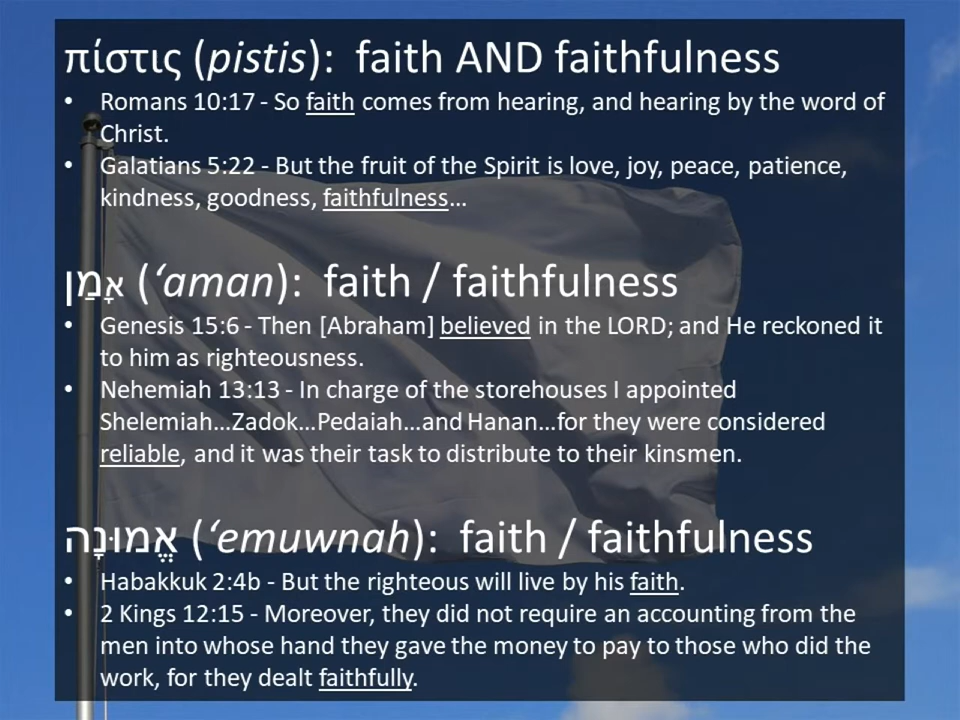 πίστις (pistis): faith AND faithfulness
• Romans 10:17 - So faith comes from hearing, and hearing by the word of
Christ.
• Galatians 5:22 - But the fruit of the Spirit is love, joy, peace, patience,
kindness, goodness, faithfulness…
אָמַן (‘aman): faith / faithfulness
• Genesis 15:6 - Then [Abraham] believed in the LORD; and He reckoned it
to him as righteousness.
• Nehemiah 13:13 - In charge of the storehouses I appointed
Shelemiah…Zadok…Pedaiah…and Hanan…for they were considered
reliable, and it was their task to distribute to their kinsmen.
אֱמוּנָה (‘emuwnah): faith / faithfulness
• Habakkuk 2:4b - But the righteous will live by his faith.
• 2 Kings 12:15 - Moreover, they did not require an accounting from the
men into whose hand they gave the money to pay to those who did the
work, for they dealt faithfully.